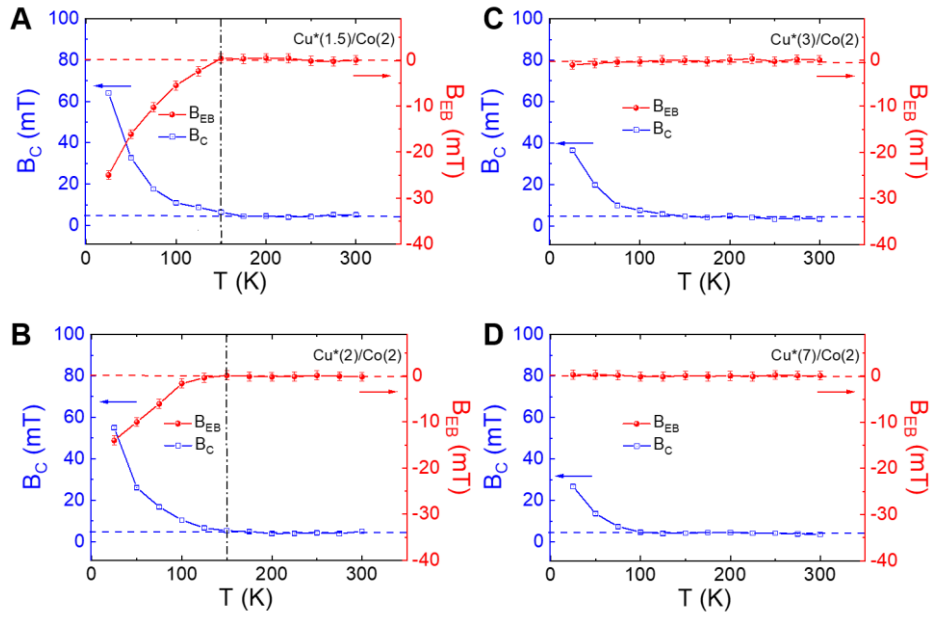 A
Cu*(1.5)/Co(2)
100
80
60
40
20
0
B_C (mT)
0
-10
-20
-30
-40
B_EB (mT)
B_EB
B_C
0 100 200 300
T (K)
C
Cu*(3)/Co(2)
100
80
60
40
20
0
B_C (mT)
0
-10
-20
-30
-40
B_EB (mT)
B_EB
B_C
0 100 200 300
T (K)
B
Cu*(2)/Co(2)
100
80
60
40
20
0
B_C (mT)
0
-10
-20
-30
-40
B_EB (mT)
B_EB
B_C
0 100 200 300
T (K)
D
Cu*(7)/Co(2)
100
80
60
40
20
0
B_C (mT)
0
-10
-20
-30
-40
B_EB (mT)
B_EB
B_C
0 100 200 300
T (K)